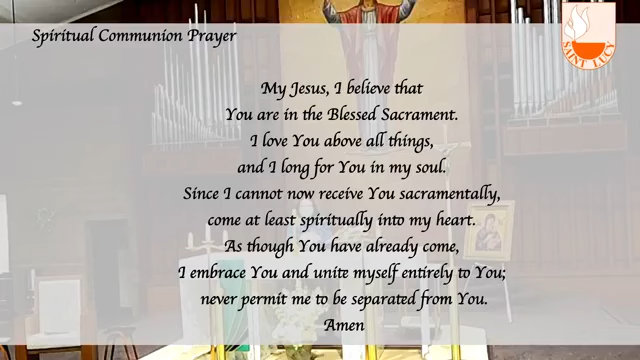 Spiritual Communion Prayer
SAINT LUCY
My Jesus, I believe that
You are in the Blessed Sacrament.
I love You above all things,
and I long for You in my soul.
Since I cannot now receive You sacramentally,
come at least spiritually into my heart.
As though You have already come,
I embrace You and unite myself entirely to You;
never permit me to be separated from You.
Amen